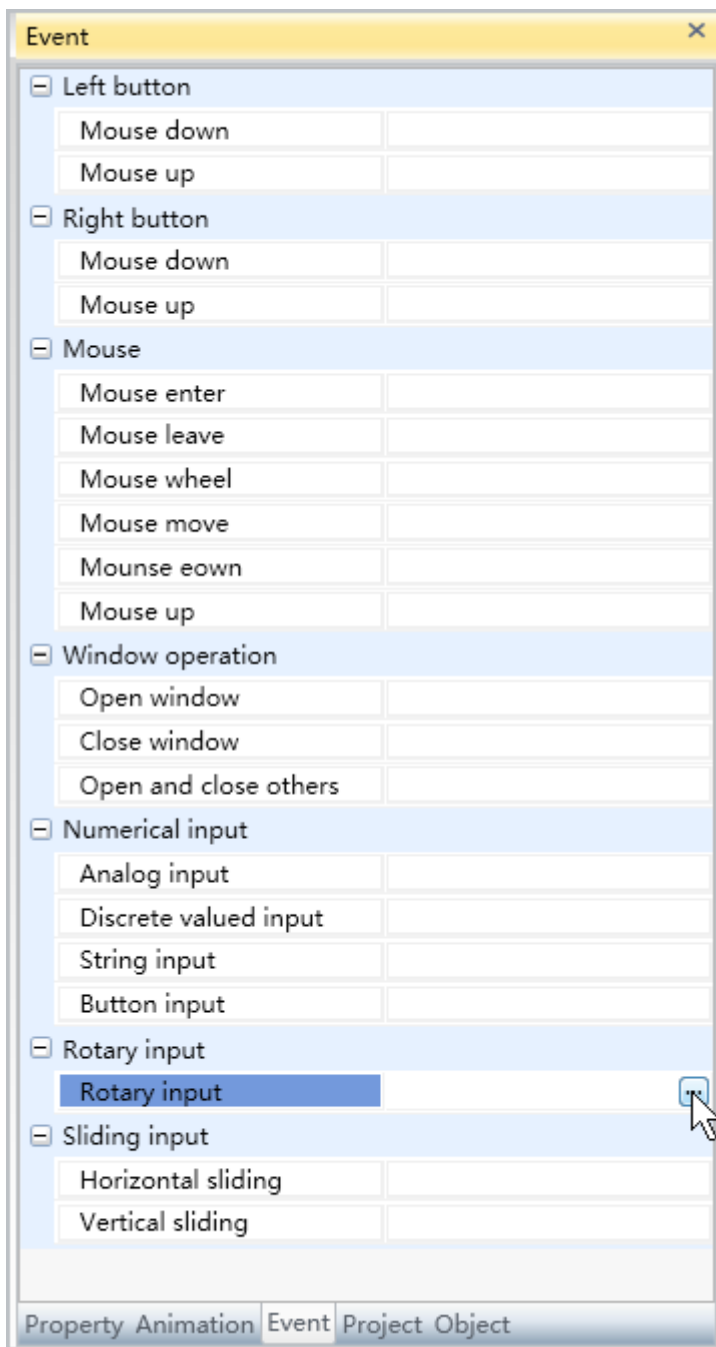 Event
Left button
Mouse down
Mouse up
Right button
Mouse down
Mouse up
Mouse
Mouse enter
Mouse leave
Mouse wheel
Mouse move
Mounse eown
Mouse up
Window operation
Open window
Close window
Open and close others
Numerical input
Analog input
Discrete valued input
String input
Button input
Rotary input
Rotary input ...
Sliding input
Horizontal sliding
Vertical sliding
Property Animation Event Project Object